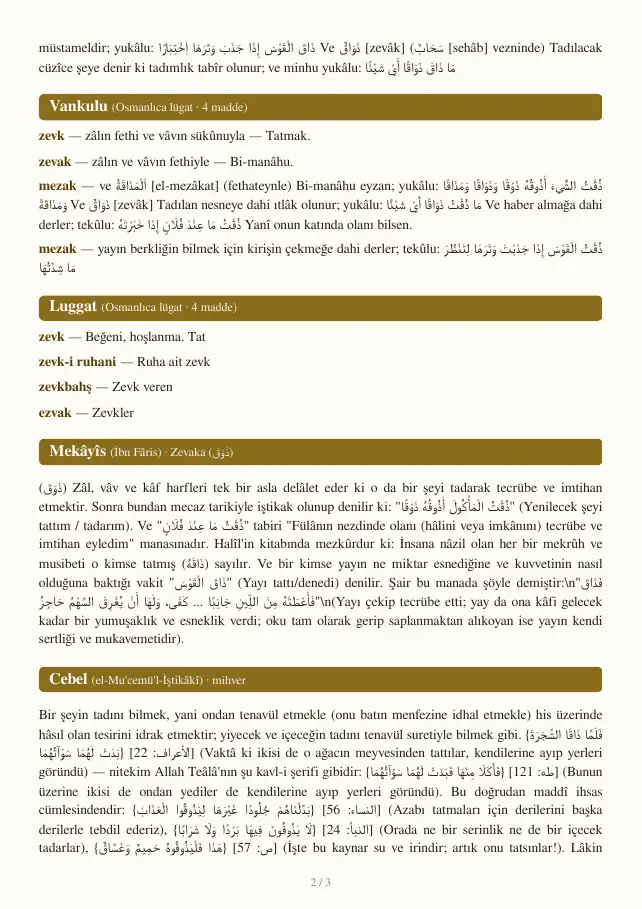 müstameldir; yukâlu: ذَاقَ الْقَوْسَ إِذَا جَذَبَ وَتَرَهَا اِخْتِبَارًا Ve ذَوَاقٌ [zevâk] (سَحَابٌ [sehâb] vezninde) Tadılacak
cüzîce şeye denir ki tadımlık tabîr olunur; ve minhu yukâlu: مَا ذَاقَ ذَوَاقًا أَيْ شَيْئًا
Vankulu (Osmanlıca lügat · 4 madde)
zevk — zâlın fethi ve vâvın sükûnuyla — Tatmak.
zevak — zâlın ve vâvın fethiyle — Bi-manâhu.
mezak — ve اَلْمَذَاقَةُ [el-mezâkat] (fethateynle) Bi-manâhu eyzan; yukâlu: ذُقْتُ الشَّيْءَ أَذُوقُهُ ذَوْقًا وَذَوَاقًا وَمَذَاقًا
وَمَذَاقَةً Ve ذَوَاقٌ [zevâk] Tadılan nesneye dahi ıtlâk olunur; yukâlu: مَا ذُقْتُ ذَوَاقًا أَيْ شَيْئًا Ve haber almağa dahi
derler; tekûlu: ذُقْتُ مَا عِنْدَ فُلَانٍ إِذَا خَبَرْتَهُ Yanî onun katında olanı bilsen.
mezak — yayın berkliğin bilmek için kirişin çekmeğe dahi derler; tekûlu: ذُقْتُ الْقَوْسَ إِذَا جَذَبْتَ وَتَرَهَا لِتَنْظُرَ
مَا شِدَّتُهَا
Luggat (Osmanlıca lügat · 4 madde)
zevk — Beğeni, hoşlanma. Tat
zevk-i ruhani — Ruha ait zevk
zevkbahş — Zevk veren
ezvak — Zevkler
Mekâyîs (İbn Fâris) · Zevaka (ذَوَقَ)
(ذَوَقَ) Zâl, vâv ve kâf harfleri tek bir asla delâlet eder ki o da bir şeyi tadarak tecrübe ve imtihan
etmektir. Sonra bundan mecaz tarikiyle iştikak olunup denilir ki: "ذُقْتُ الْمَأْكُولَ أَذُوقُهُ ذَوْقًا" (Yenilecek şeyi
tattım / tadarım). Ve "ذُقْتُ مَا عِنْدَ فُلَانٍ" tabiri "Fülânın nezdinde olanı (hâlini veya imkânını) tecrübe ve
imtihan eyledim" manasınadır. Halîl'in kitabında mezkûrdur ki: İnsana nâzil olan her bir mekrûh ve
musibeti o kimse tatmış (ذَاقَهُ) sayılır. Ve bir kimse yayın ne miktar esnediğine ve kuvvetinin nasıl
olduğuna baktığı vakit "ذَاقَ الْقَوْسَ" (Yayı tattı/denedi) denilir. Şair bu manada şöyle demiştir:\n"فَذَاقَ
فَأَعْطَتْهُ مِنَ اللِّينِ جَانِبًا ... كَفَى، وَلَهَا أَنْ يُغْرِقَ السَّهْمُ حَاجِزُ"\n(Yayı çekip tecrübe etti; yay da ona kâfi gelecek
kadar bir yumuşaklık ve esneklik verdi; oku tam olarak gerip saplanmaktan alıkoyan ise yayın kendi
sertliği ve mukavemetidir).
Cebel (el-Mu'cemü'l-İştikâkî) · mihver
Bir şeyin tadını bilmek, yani ondan tenavül etmekle (onu batın menfezine idhal etmekle) his üzerinde
hâsıl olan tesirini idrak etmektir; yiyecek ve içeceğin tadını tenavül suretiyle bilmek gibi. {فَلَمَّا ذَاقَا الشَّجَرَةَ
بَدَتْ لَهُمَا سَوْآتُهُمَا} [الأعراف: 22] (Vaktâ ki ikisi de o ağacın meyvesinden tattılar, kendilerine ayıp yerleri
göründü) — nitekim Allah Teâlâ'nın şu kavl-i şerifi gibidir: {فَأَكَلَا مِنْهَا فَبَدَتْ لَهُمَا سَوْآتُهُمَا} [طه: 121] (Bunun
üzerine ikisi de ondan yediler de kendilerine ayıp yerleri göründü). Bu doğrudan maddî ihsas
cümlesindendir: {بَدَّلْنَاهُمْ جُلُودًا غَيْرَهَا لِيَذُوقُوا الْعَذَابَ} [النساء: 56] (Azabı tatmaları için derilerini başka
derilerle tebdil ederiz), {لَا يَذُوقُونَ فِيهَا بَرْدًا وَلَا شَرَابًا} [النبأ: 24] (Orada ne bir serinlik ne de bir içecek
tadarlar), {هَذَا فَلْيَذُوقُوهُ حَمِيمٌ وَغَسَّاقٌ} [ص: 57] (İşte bu kaynar su ve irindir; artık onu tatsınlar!). Lâkin
2 / 3